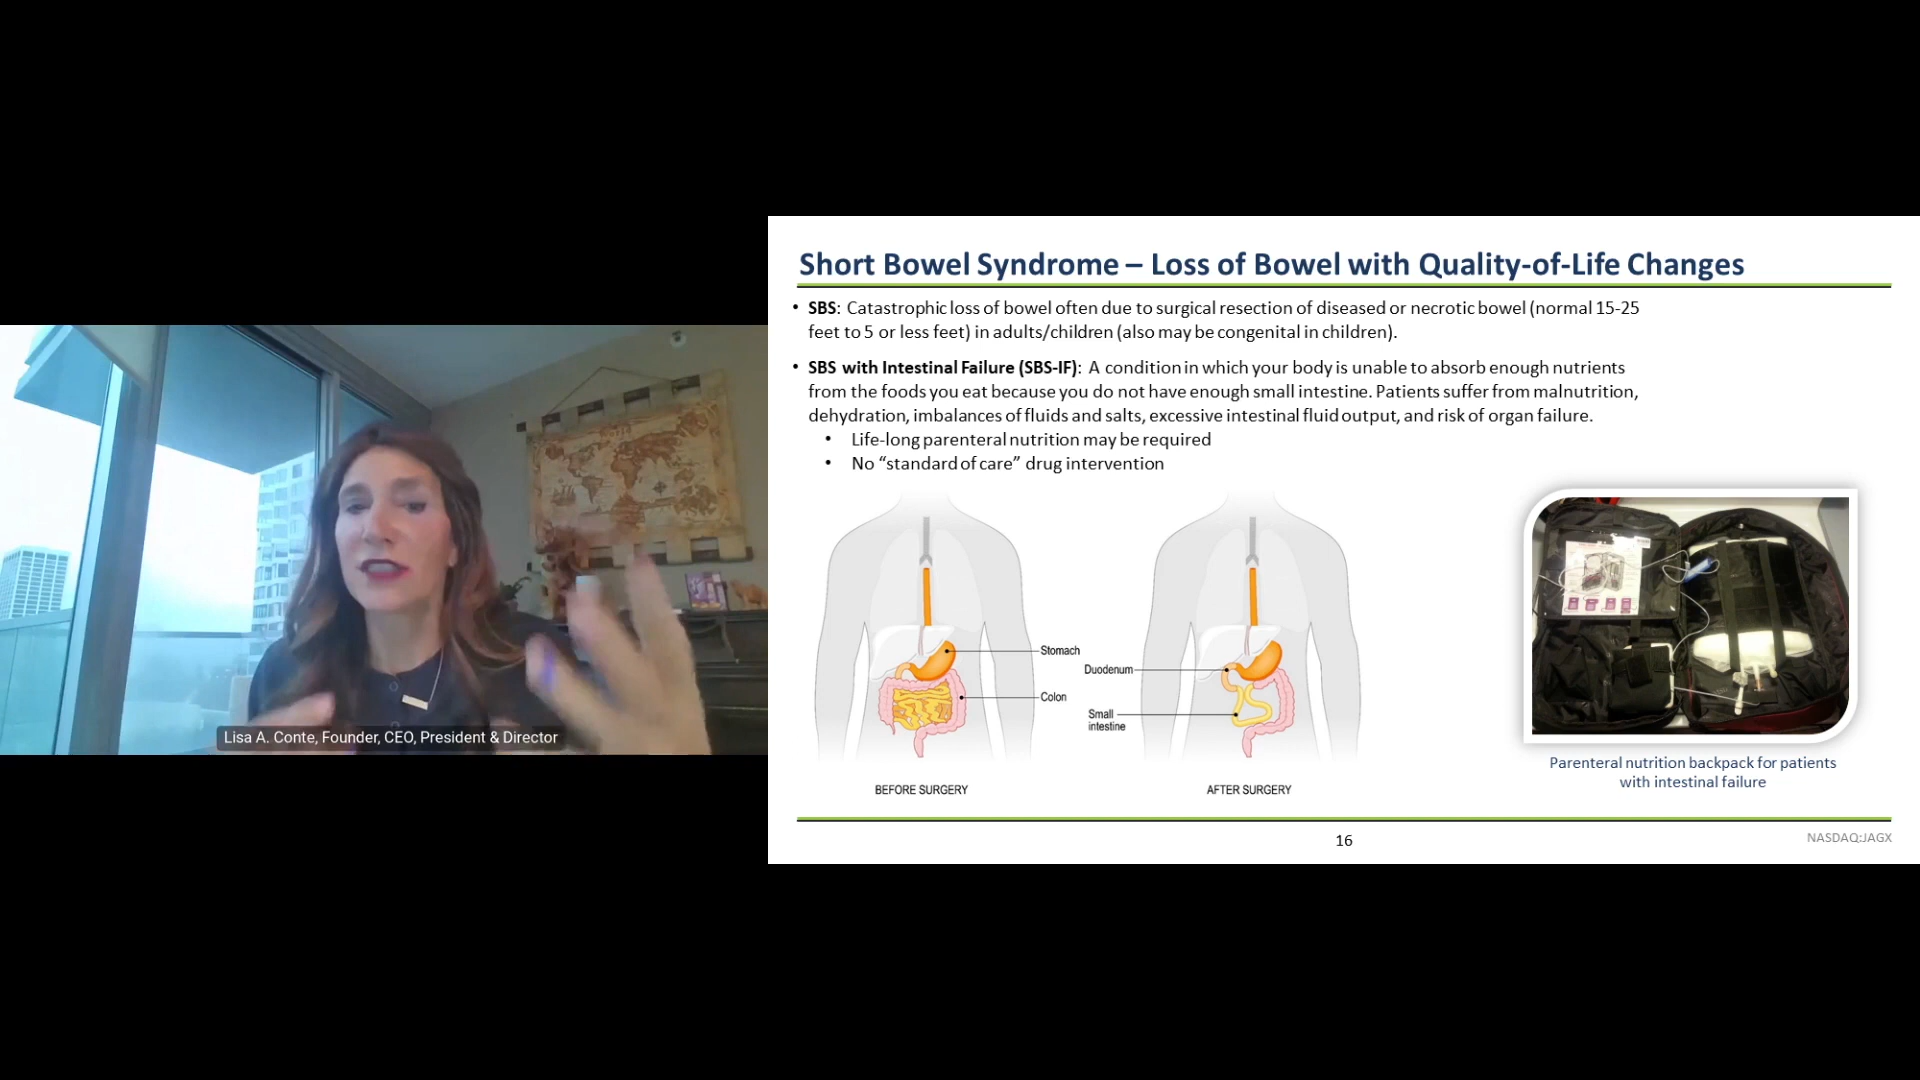 Short Bowel Syndrome – Loss of Bowel with Quality-of-Life Changes
• SBS: Catastrophic loss of bowel often due to surgical resection of diseased or necrotic bowel (normal 15-25
feet to 5 or less feet) in adults/children (also may be congenital in children).
• SBS with Intestinal Failure (SBS-IF): A condition in which your body is unable to absorb enough nutrients
from the foods you eat because you do not have enough small intestine. Patients suffer from malnutrition,
dehydration, imbalances of fluids and salts, excessive intestinal fluid output, and risk of organ failure.
• Life-long parenteral nutrition may be required
• No “standard of care” drug intervention
Stomach
Colon
BEFORE SURGERY
Duodenum
Small
intestine
AFTER SURGERY
Parenteral nutrition backpack for patients
with intestinal failure
16
NASDAQ:JAGX
Lisa A. Conte, Founder, CEO, President & Director